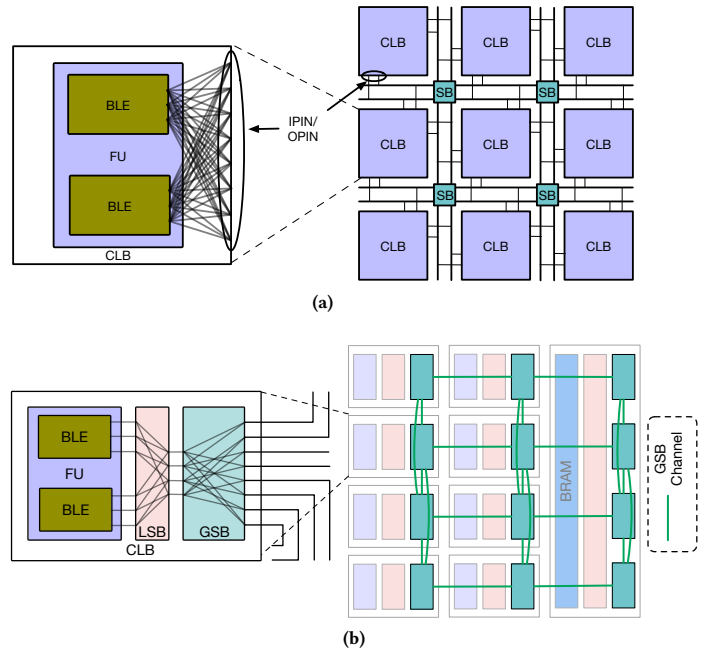 BLE
FU
BLE
CLB
IPIN/
OPIN
CLB CLB CLB
SB SB
CLB CLB CLB
SB SB
CLB CLB CLB
(a)
BLE
FU
BLE
LSB
GSB
CLB
BRAM
GSB
Channel
(b)